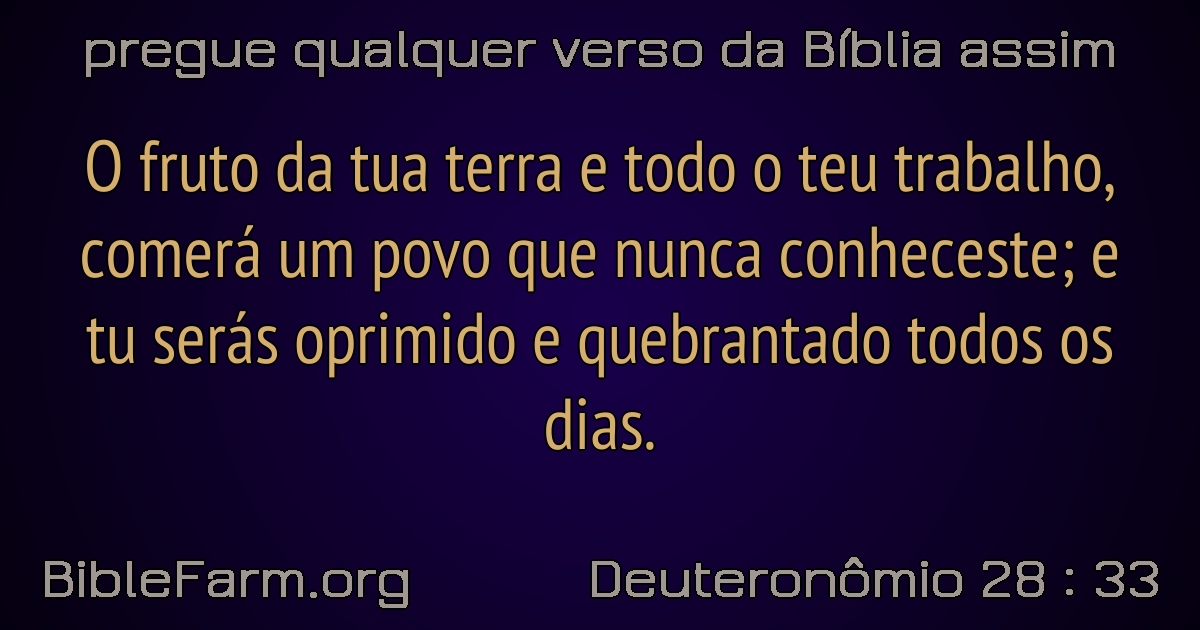 pregue qualquer verso da Bíblia assim
O fruto da tua terra e todo o teu trabalho,
comerá um povo que nunca conheceste; e
tu serás oprimido e quebrantado todos os
dias.
BibleFarm.org
Deuteronômio 28 : 33